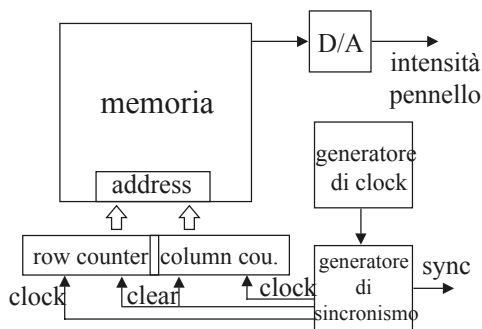 D/A
intensità
pennello
memoria
address
generatore
di clock
row counter
column cou.
generatore
di
sincronismo
sync
clock
clear
clock